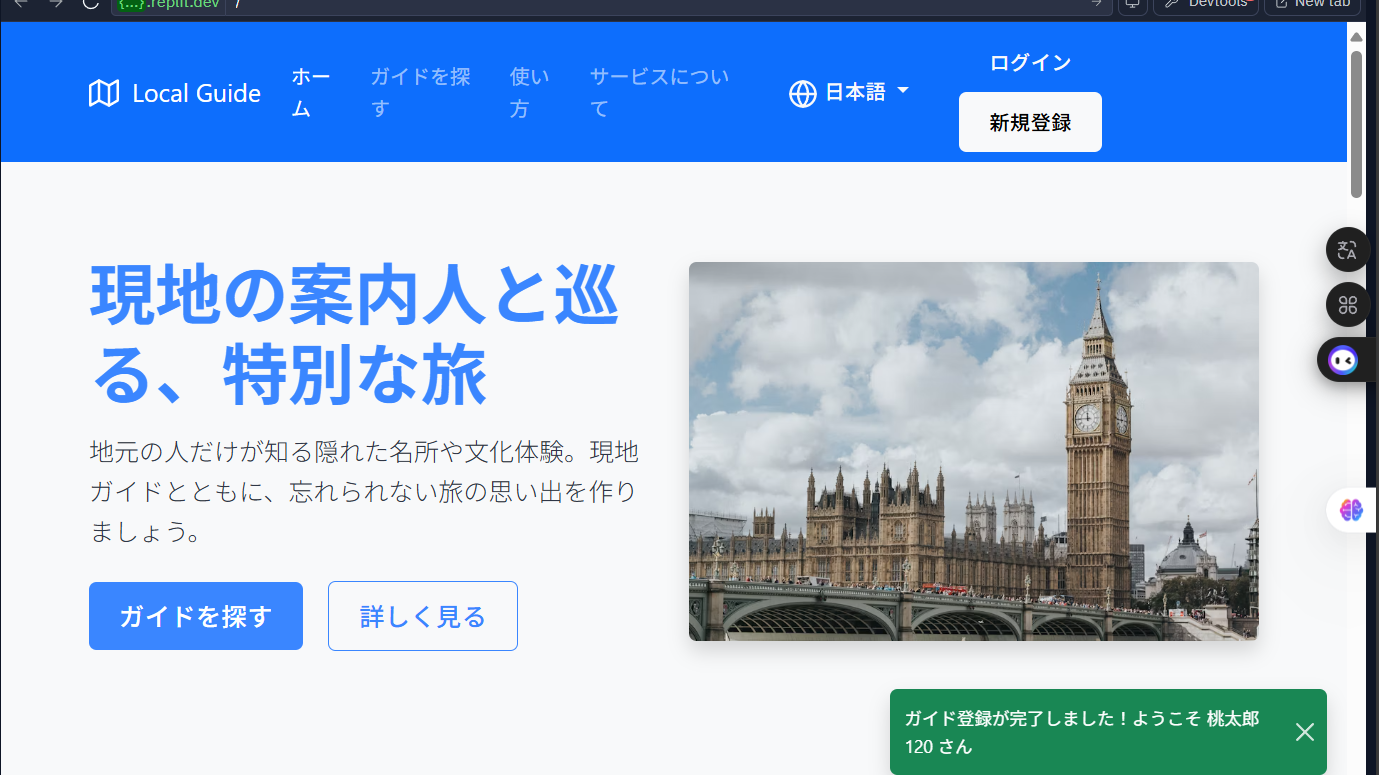 {...}.replit.dev /
Devtools
New tab
Local Guide
ホー
ム
ガイドを探
す
使い
方
サービスについ
て
日本語
ログイン
新規登録
現地の案内人と巡
る、特別な旅
地元の人だけが知る隠れた名所や文化体験。現地
ガイドとともに、忘れられない旅の思い出を作り
ましょう。
ガイドを探す
詳しく見る
ガイド登録が完了しました！ようこそ 桃太郎
120 さん